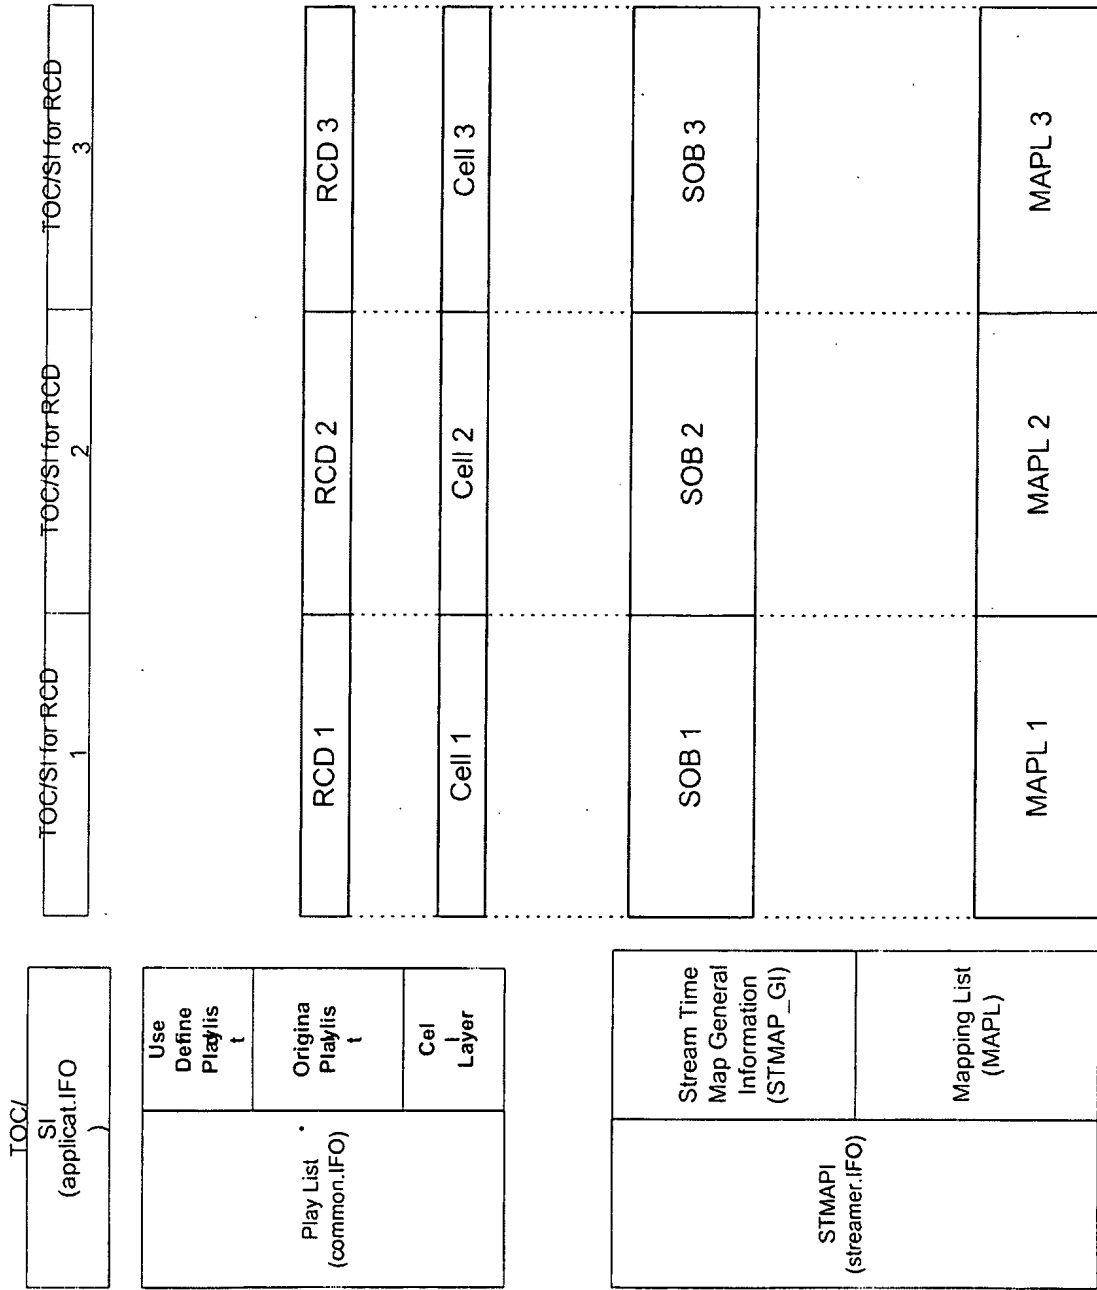 TOC/
SI
(applicat.IFO
)
TOC/SI for RCD
1
TOC/SI for RCD
2
TOC/SI for RCD
3
Play List
(common.IFO)
Use
Define
Playlis
t
Origina
Playlis
t
Cel
l
Layer
RCD 1
RCD 2
RCD 3
Cell 1
Cell 2
Cell 3
STMAPI
(streamer.IFO)
Stream Time
Map General
Information
(STMAP_GI)
SOB 1
SOB 2
SOB 3
Mapping List
(MAPL)
MAPL 1
MAPL 2
MAPL 3